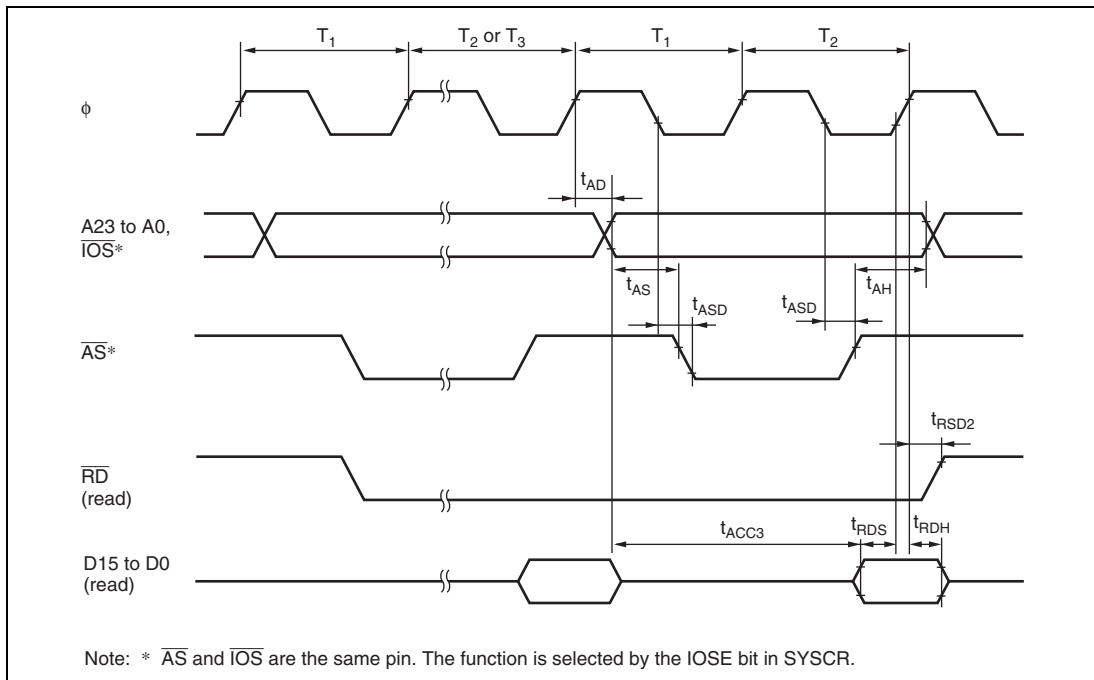 T1 T2 or T3 T1 T2
ϕ
tAD
A23 to A0,
IOS*
tAS tASD tASD tAH
AS*
tRSD2
RD
(read)
tACC3 tRDS tRDH
D15 to D0
(read)
Note: * AS and IOS are the same pin. The function is selected by the IOSE bit in SYSCR.